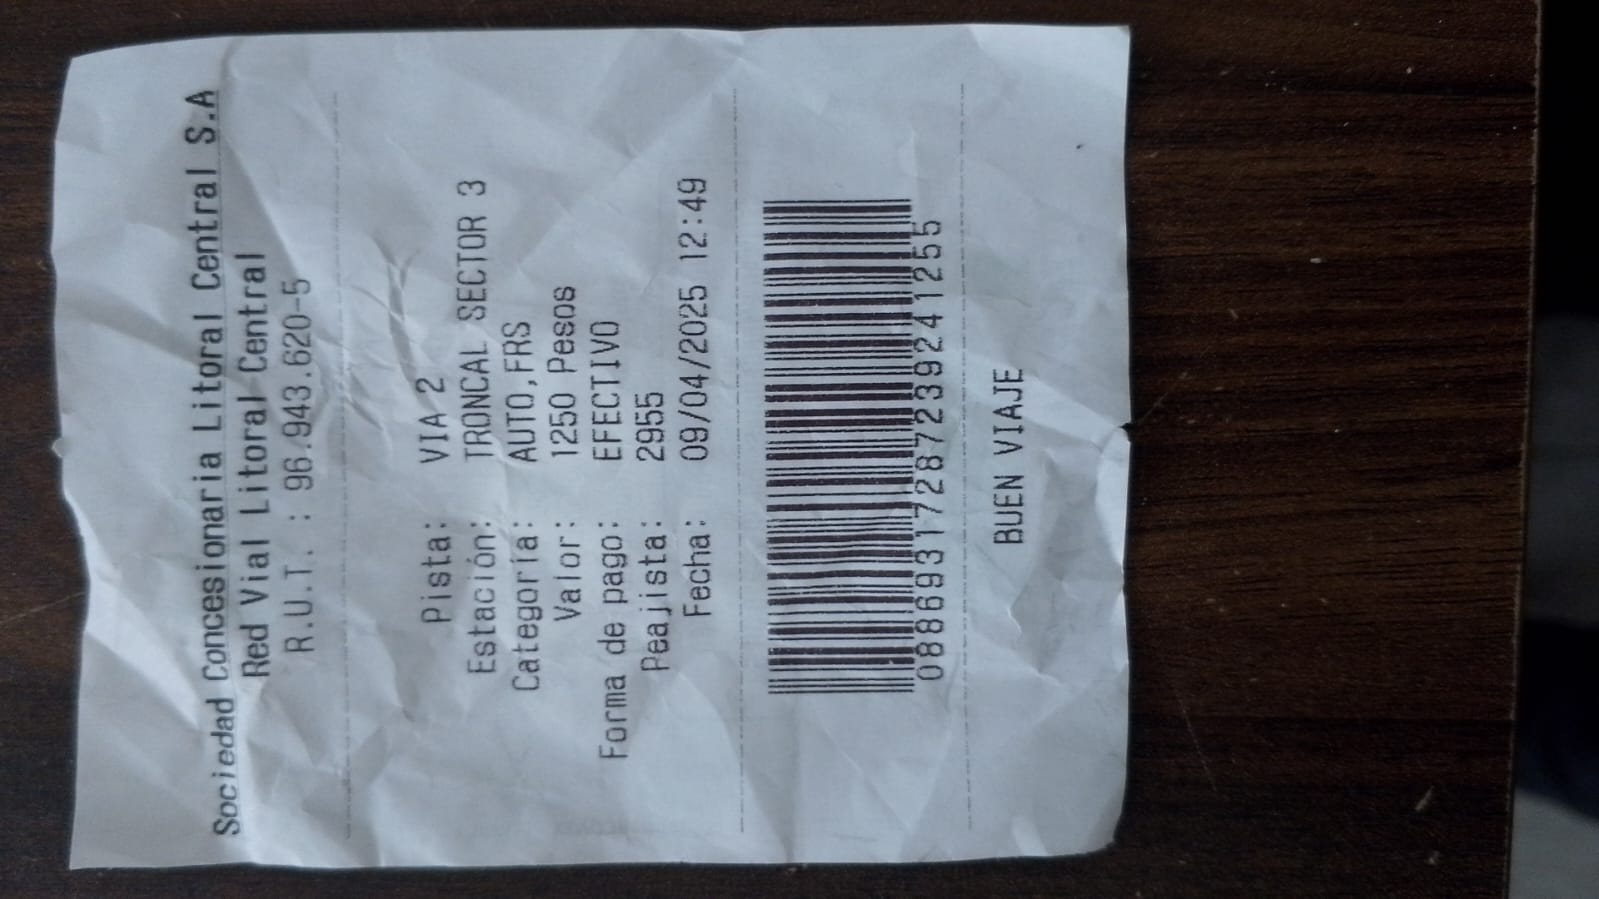 Sociedad Concesionaria Litoral Central S.A
Red Vial Litoral Central
R.U.T. : 96.943.620-5
Pista: VIA 2
Estación: TRONCAL SECTOR 3
Categoría: AUTO,FRS
Valor: 1250 Pesos
Forma de pago: EFECTIVO
Peajista: 2955
Fecha: 09/04/2025 12:49
08869317287239241255
BUEN VIAJE